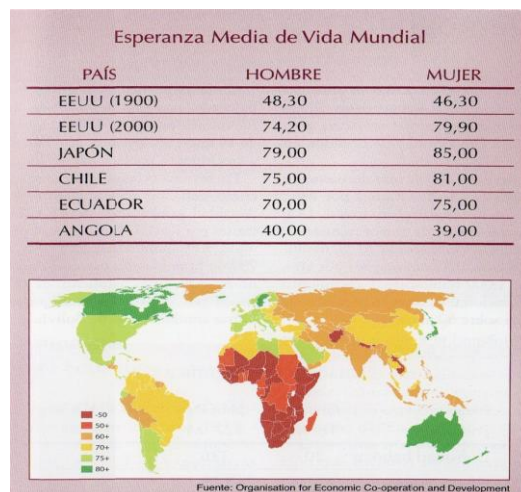 Esperanza Media de Vida Mundial
PAÍS HOMBRE MUJER
EEUU (1900) 48,30 46,30
EEUU (2000) 74,20 79,90
JAPÓN 79,00 85,00
CHILE 75,00 81,00
ECUADOR 70,00 75,00
ANGOLA 40,00 39,00
-50
50+
60+
70+
75+
80+
Fuente: Organisation for Economic Co-operation and Development